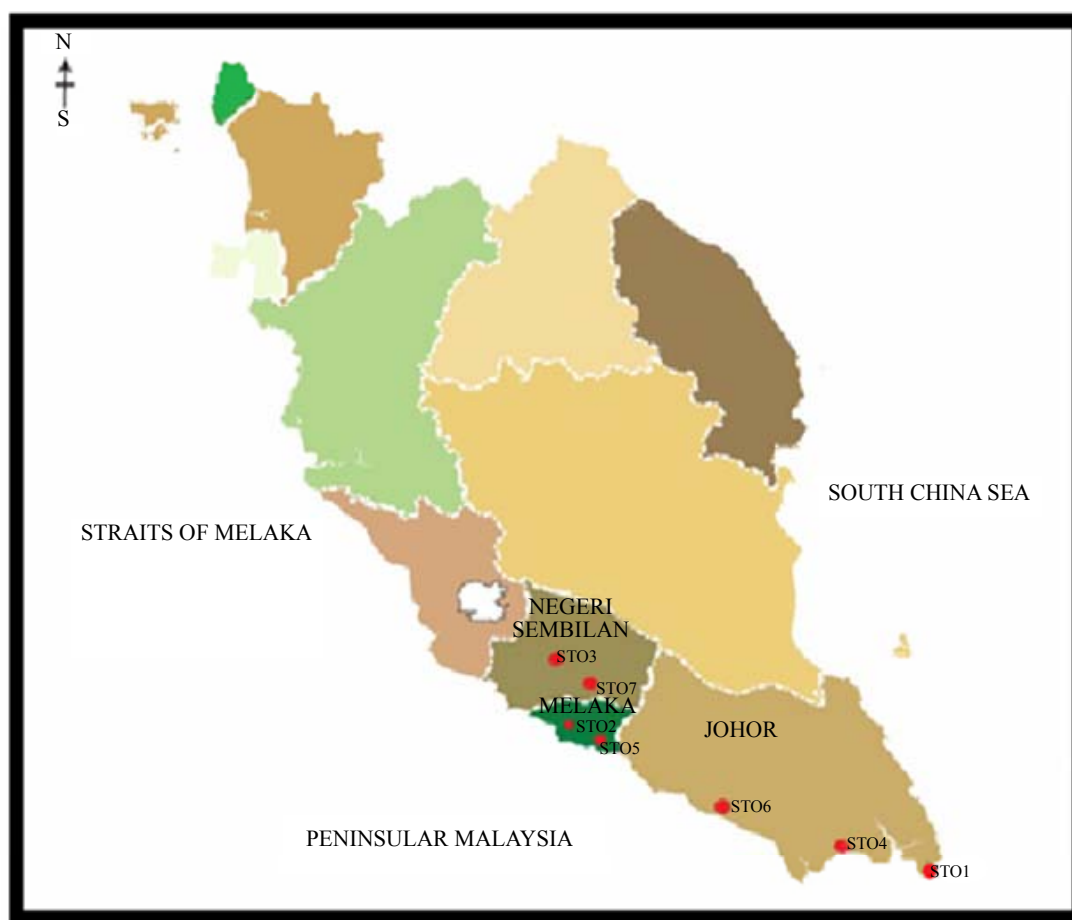 N
S
SOUTH CHINA SEA
STRAITS OF MELAKA
NEGERI
SEMBILAN
STO3
STO7
MELAKA
STO2
STO5
JOHOR
STO6
PENINSULAR MALAYSIA
STO4
STO1